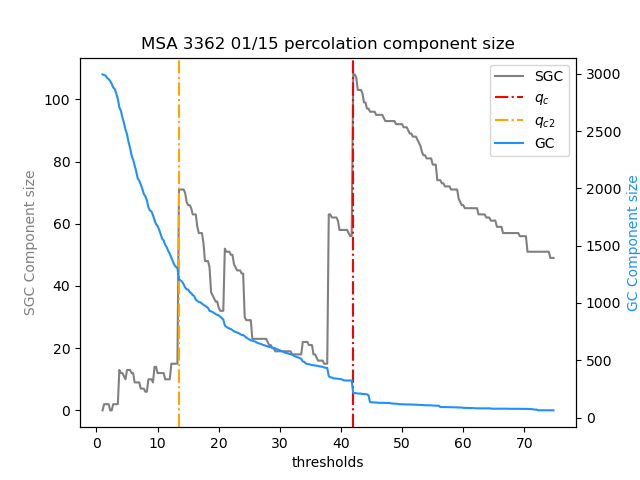 MSA 3362 01/15 percolation component size
SGC
q_c
q_c2
GC
SGC Component size
100
80
60
40
20
0
GC Component size
3000
2500
2000
1500
1000
500
0
0 10 20 30 40 50 60 70
thresholds